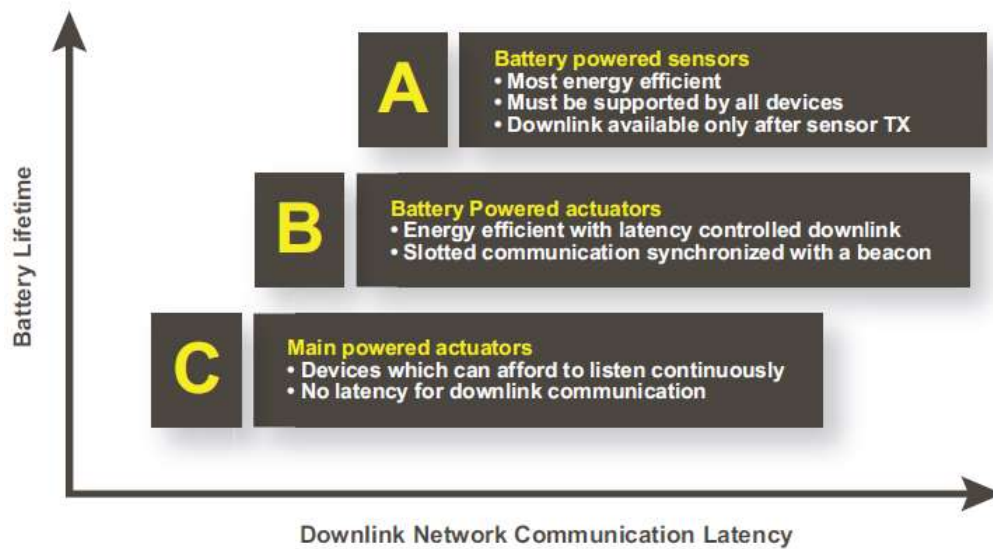 Battery Lifetime
A
Battery powered sensors
• Most energy efficient
• Must be supported by all devices
• Downlink available only after sensor TX
B
Battery Powered actuators
• Energy efficient with latency controlled downlink
• Slotted communication synchronized with a beacon
C
Main powered actuators
• Devices which can afford to listen continuously
• No latency for downlink communication
Downlink Network Communication Latency